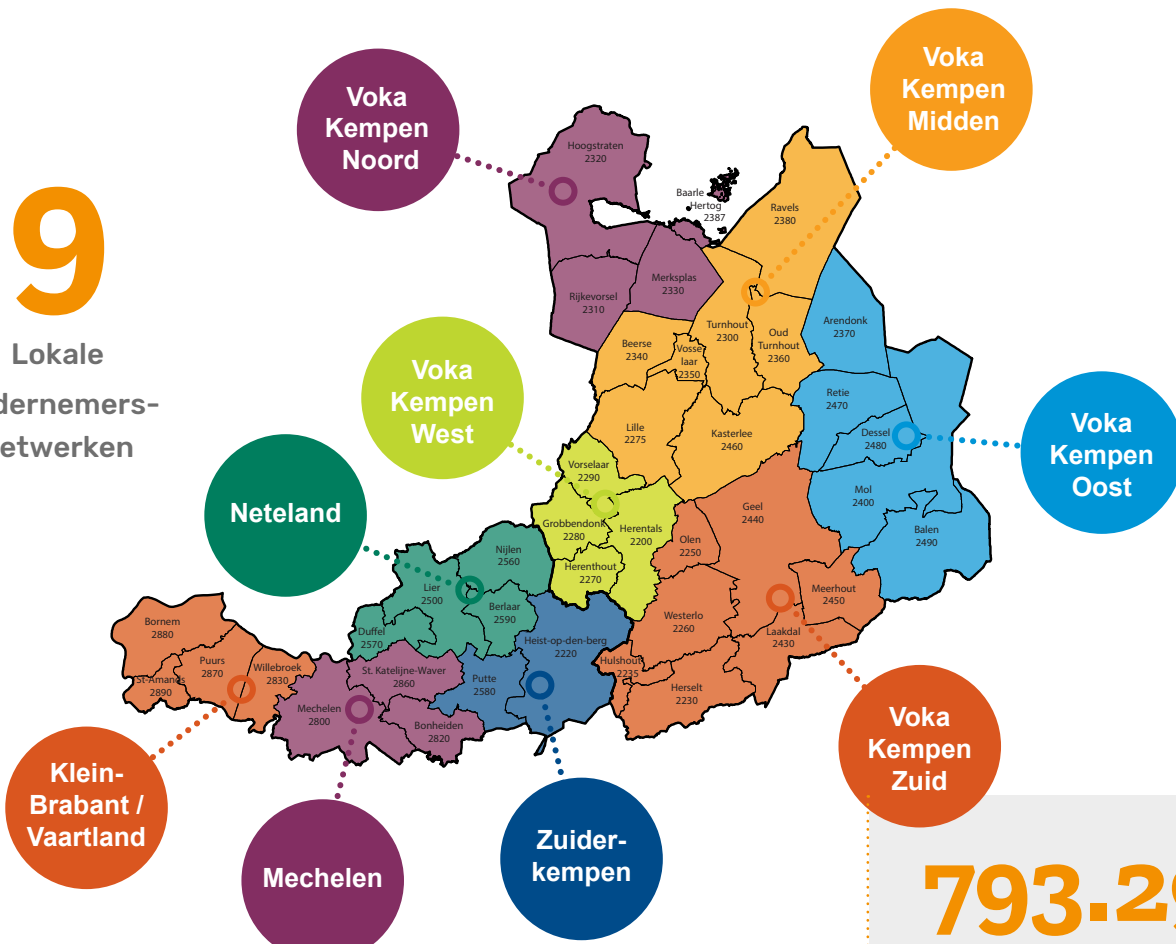 Voka
Kempen
Noord
Voka
Kempen
Midden
9
Lokale
dernemers-
etwerken
Hoogstraten
2320
Baarle
Hertog
2387
Ravels
2380
Merksplas
2330
Rijkevorsel
2310
Turnhout
2300
Oud
Turnhout
2360
Arendonk
2370
Beerse
2340
Vosse
laar
2350
Voka
Kempen
West
Retie
2470
Lille
2275
Kasterlee
2460
Dessel
2480
Voka
Kempen
Oost
Vorselaar
2290
Mol
2400
Geel
2440
Neteland
Grobbendonk
2280
Herentals
2200
Balen
2490
Olen
2250
Nijlen
2560
Herenthout
2270
Lier
2500
Meerhout
2450
Berlaar
2590
Westerlo
2260
Bornem
2880
Duffel
2570
Heist-op-den-berg
2220
Laakdal
2430
Puurs
2870
Willebroek
2830
St. Katelijne-Waver
2860
Hulshout
2235
St-Amands
2890
Putte
2580
Herselt
2230
Mechelen
2800
Bonheiden
2820
Voka
Kempen
Zuid
Klein-
Brabant /
Vaartland
Zuider-
kempen
Mechelen
793.29